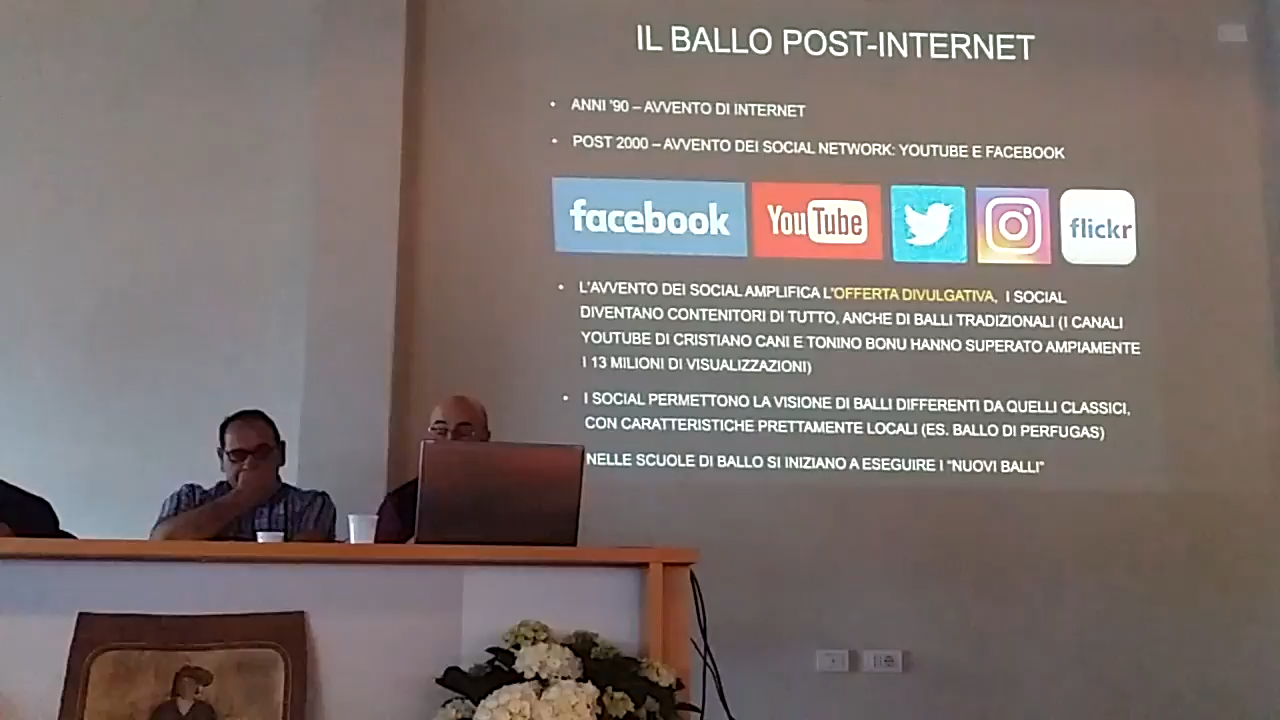 IL BALLO POST-INTERNET
• ANNI '90 – AVVENTO DI INTERNET
• POST 2000 – AVVENTO DEI SOCIAL NETWORK: YOUTUBE E FACEBOOK
facebook YouTube flickr
• L'AVVENTO DEI SOCIAL AMPLIFICA L'OFFERTA DIVULGATIVA, I SOCIAL
DIVENTANO CONTENITORI DI TUTTO, ANCHE DI BALLI TRADIZIONALI (I CANALI
YOUTUBE DI CRISTIANO CANI E TONINO BONU HANNO SUPERATO AMPIAMENTE
I 13 MILIONI DI VISUALIZZAZIONI)
• I SOCIAL PERMETTONO LA VISIONE DI BALLI DIFFERENTI DA QUELLI CLASSICI,
CON CARATTERISTICHE PRETTAMENTE LOCALI (ES. BALLO DI PERFUGAS)
NELLE SCUOLE DI BALLO SI INIZIANO A ESEGUIRE I "NUOVI BALLI"